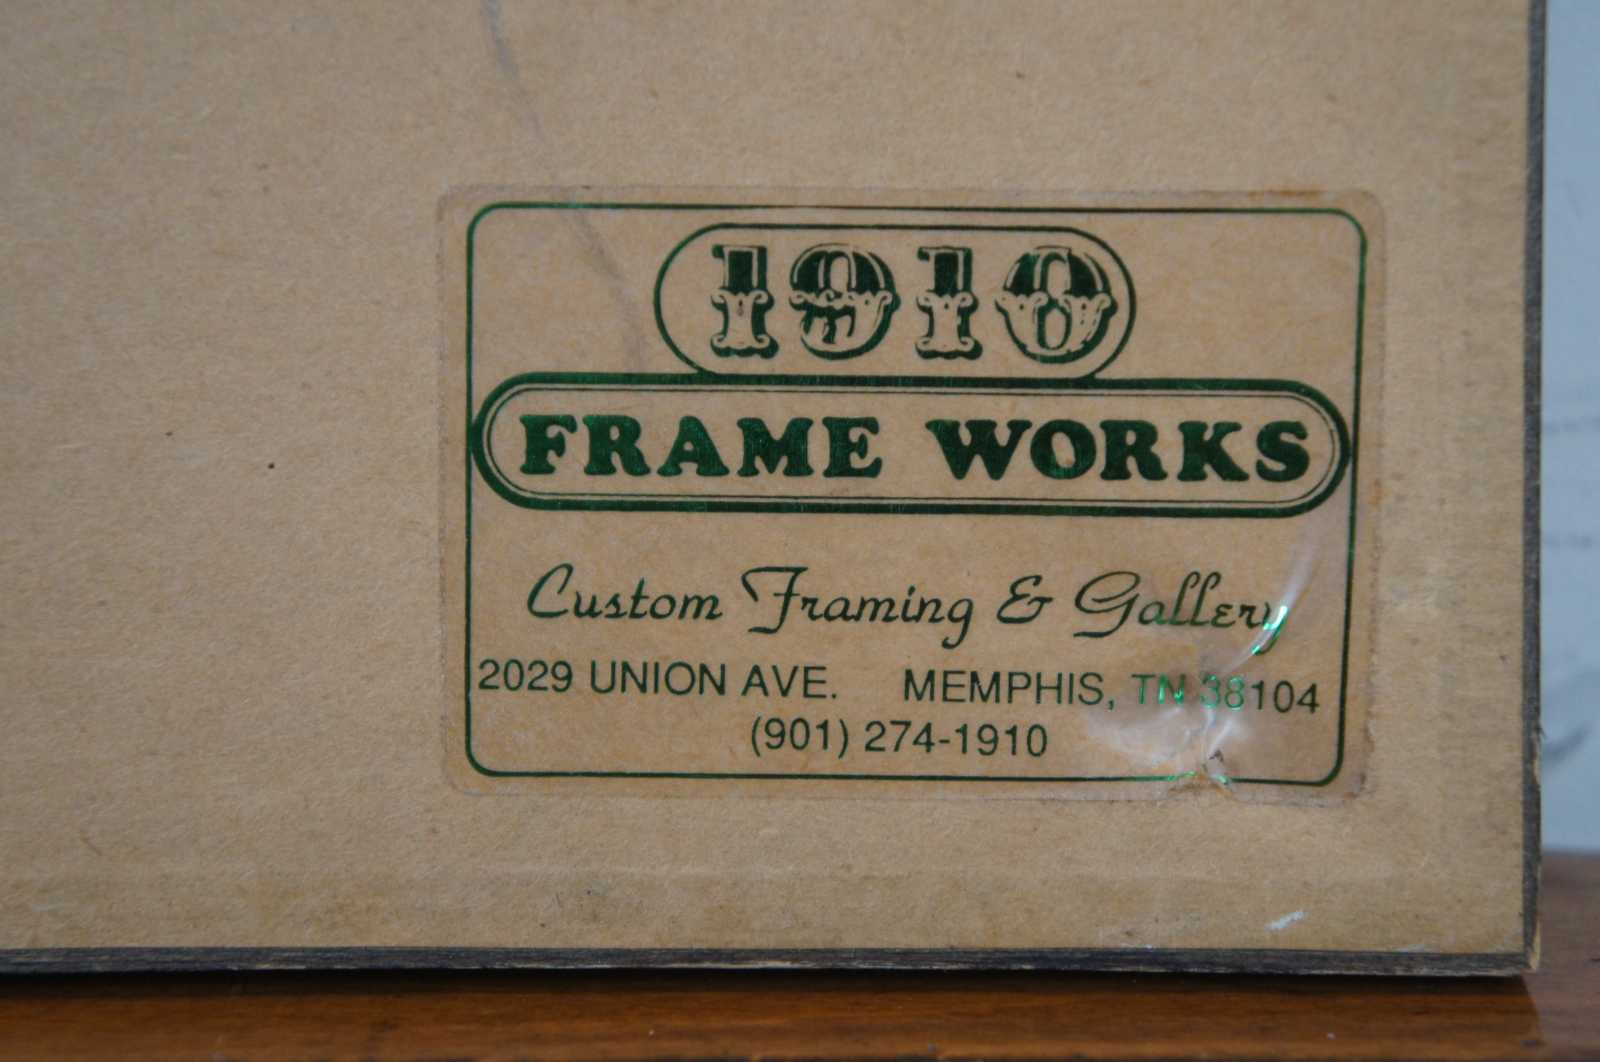 1910
FRAME WORKS
Custom Framing & Gallery
2029 UNION AVE. MEMPHIS, TN 38104
(901) 274-1910